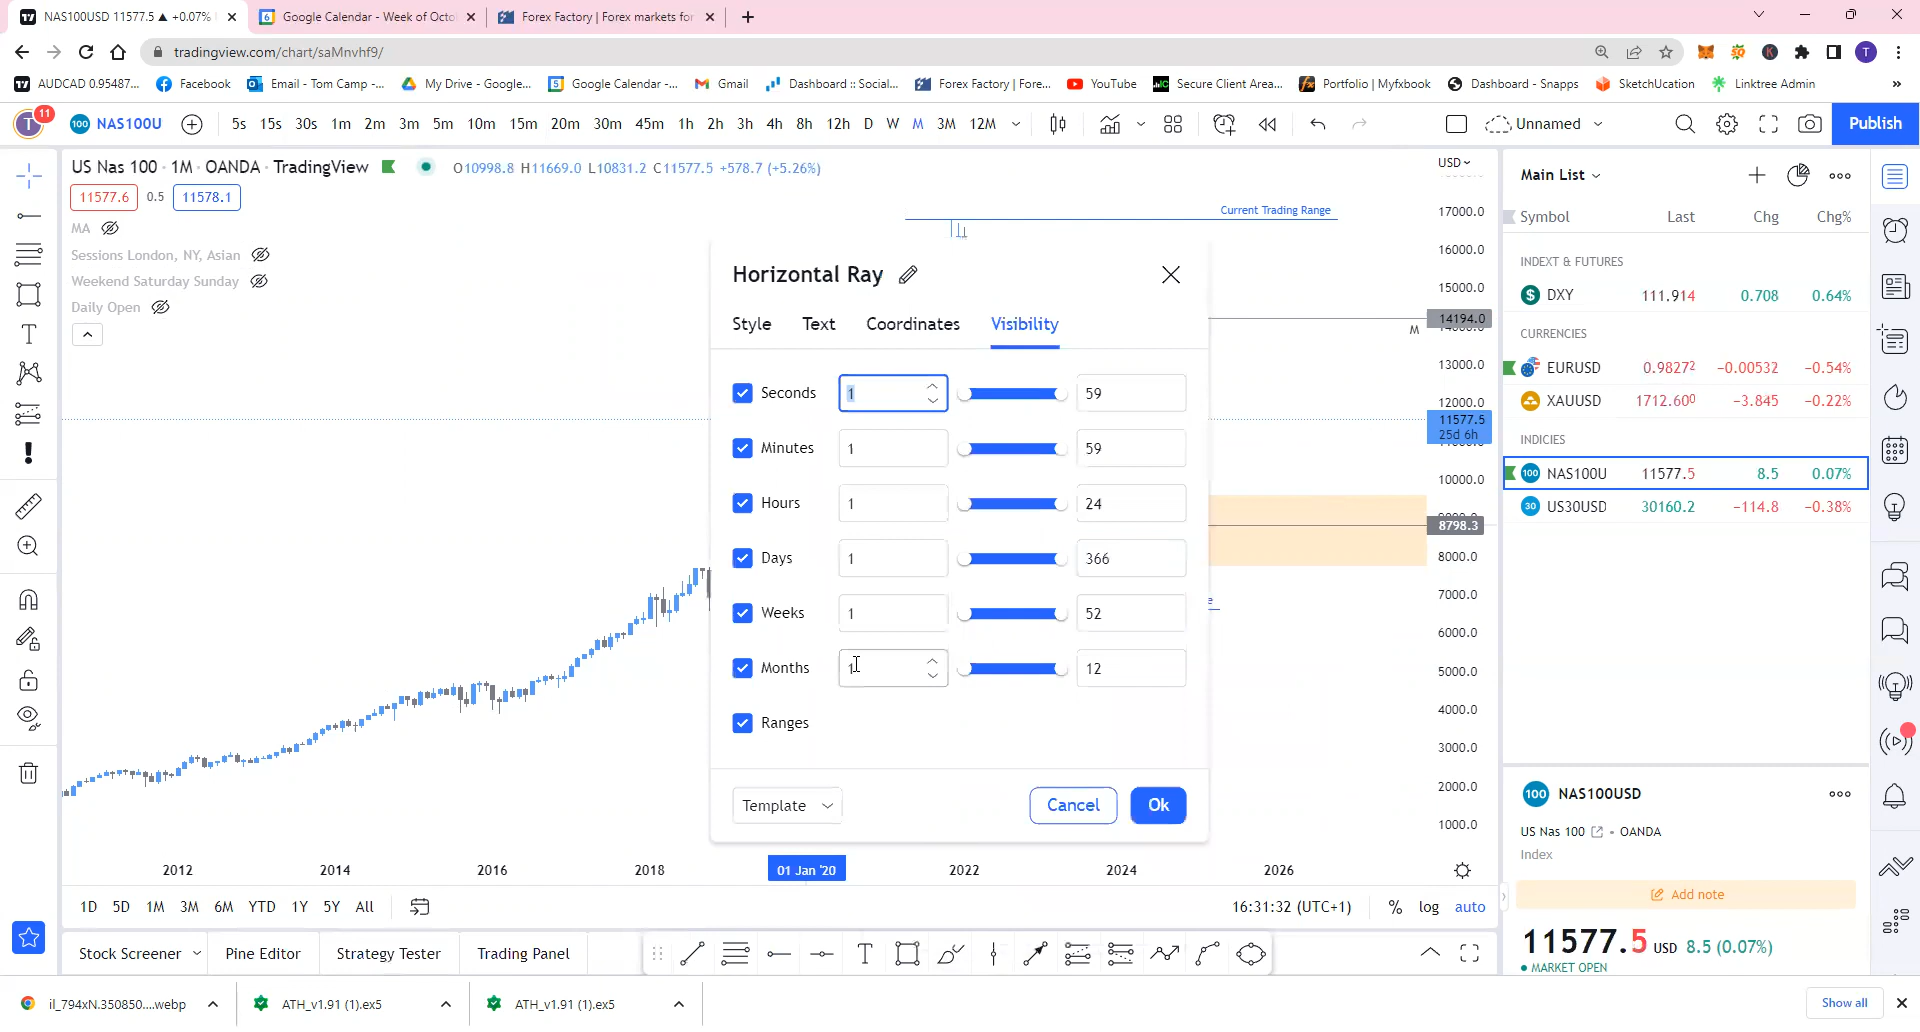 NAS100USD 11577.5 ▲ +0.07%
Google Calendar - Week of Octo
Forex Factory | Forex markets for
tradingview.com/chart/saMnvhf9/
AUDCAD 0.95487...
Facebook
Email - Tom Camp -...
My Drive - Google...
Google Calendar -...
Gmail
Dashboard :: Social...
Forex Factory | Fore...
YouTube
Secure Client Area...
Portfolio | Myfxbook
Dashboard - Snapps
SketchUcation
Linktree Admin
»
T 11
100 NAS100U
5s 15s 30s 1m 2m 3m 5m 10m 15m 20m 30m 45m 1h 2h 3h 4h 8h 12h D W M 3M 12M
Unnamed
Publish
US Nas 100 · 1M · OANDA · TradingView
O10998.8 H11669.0 L10831.2 C11577.5 +578.7 (+5.26%)
USD
11577.6 0.5 11578.1
MA
Sessions London, NY, Asian
Weekend Saturday Sunday
Daily Open
Current Trading Range
17000.0
16000.0
15000.0
14194.0
M
13000.0
12000.0
11577.5
25d 6h
10000.0
8798.3
8000.0
7000.0
6000.0
5000.0
4000.0
3000.0
2000.0
1000.0
Horizontal Ray
Style Text Coordinates Visibility
Seconds 1 59
Minutes 1 59
Hours 1 24
Days 1 366
Weeks 1 52
Months 1 12
Ranges
Template
Cancel
Ok
2012 2014 2016 2018 01 Jan '20 2022 2024 2026
1D 5D 1M 3M 6M YTD 1Y 5Y All
16:31:32 (UTC+1) % log auto
Stock Screener
Pine Editor
Strategy Tester
Trading Panel
Main List
Symbol Last Chg Chg%
INDEXT & FUTURES
DXY 111.914 0.708 0.64%
CURRENCIES
EURUSD 0.98272 −0.00532 −0.54%
XAUUSD 1712.600 −3.845 −0.22%
INDICIES
100 NAS100U 11577.5 8.5 0.07%
30 US30USD 30160.2 −114.8 −0.38%
100 NAS100USD
US Nas 100 • OANDA
Index
Add note
11577.5 USD 8.5 (0.07%)
● MARKET OPEN
il_794xN.350850....webp
ATH_v1.91 (1).ex5
ATH_v1.91 (1).ex5
Show all